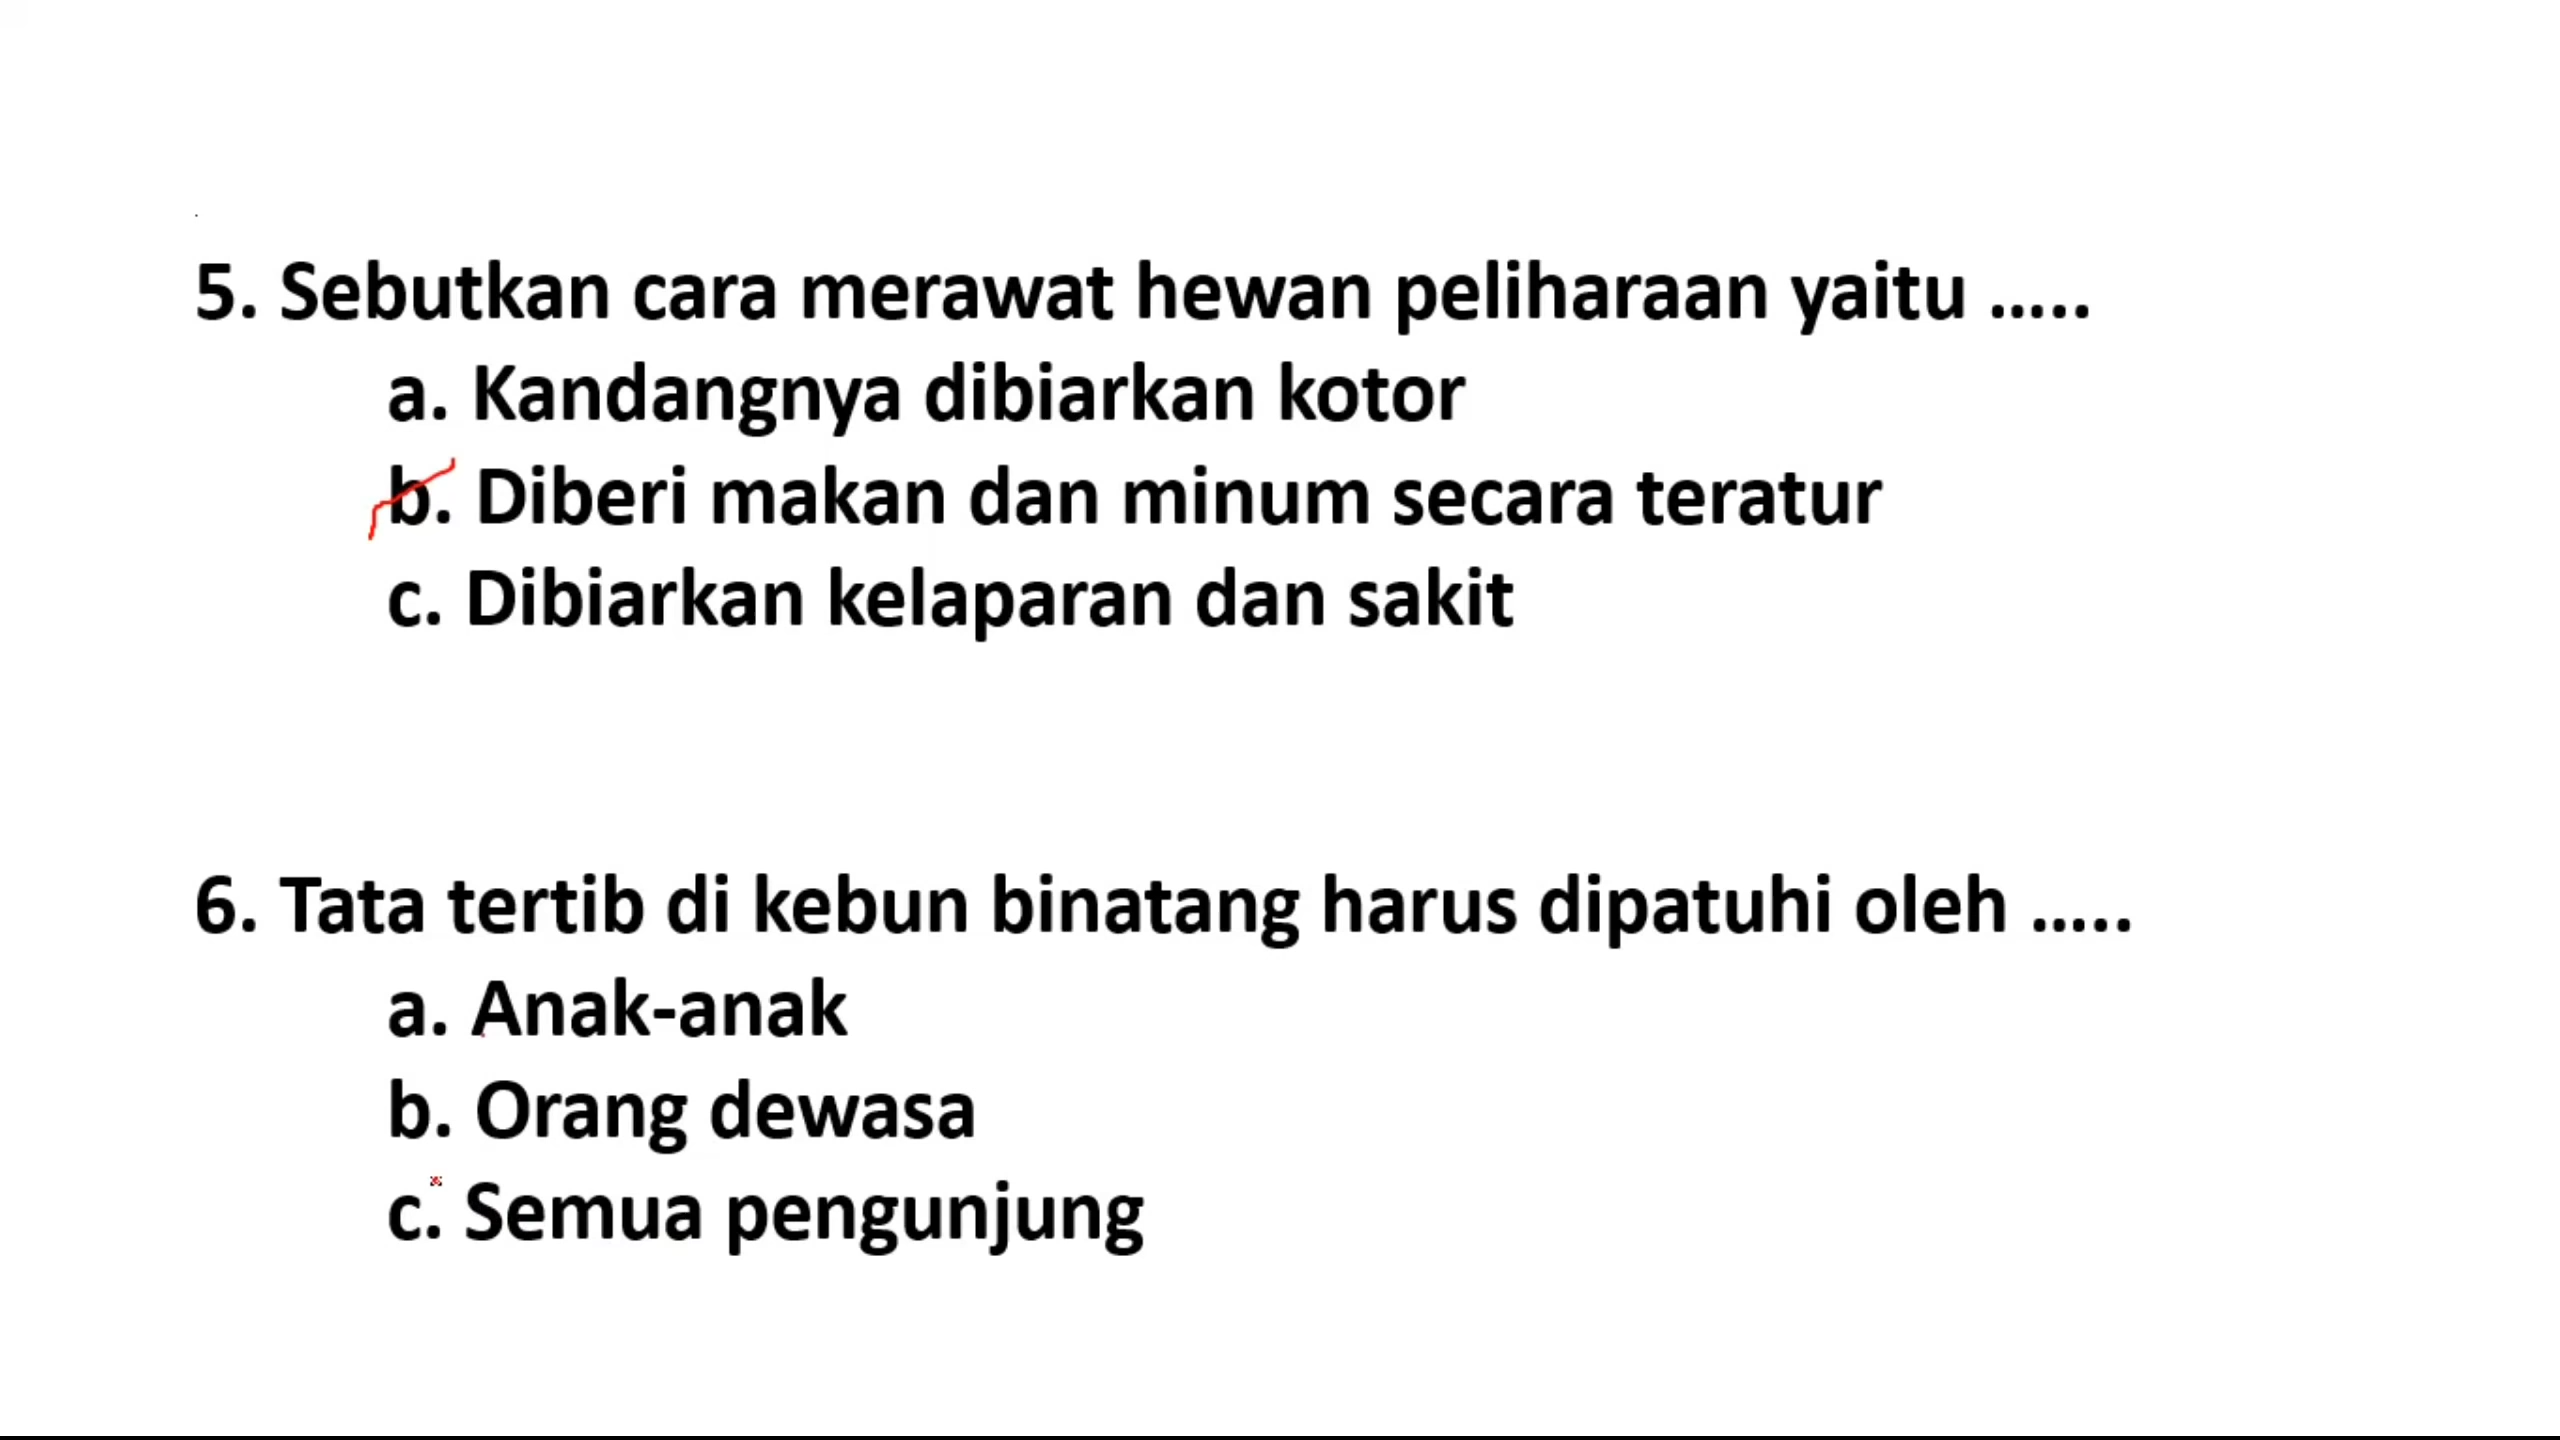 5. Sebutkan cara merawat hewan peliharaan yaitu .....
a. Kandangnya dibiarkan kotor
b. Diberi makan dan minum secara teratur
c. Dibiarkan kelaparan dan sakit
6. Tata tertib di kebun binatang harus dipatuhi oleh .....
a. Anak-anak
b. Orang dewasa
c. Semua pengunjung